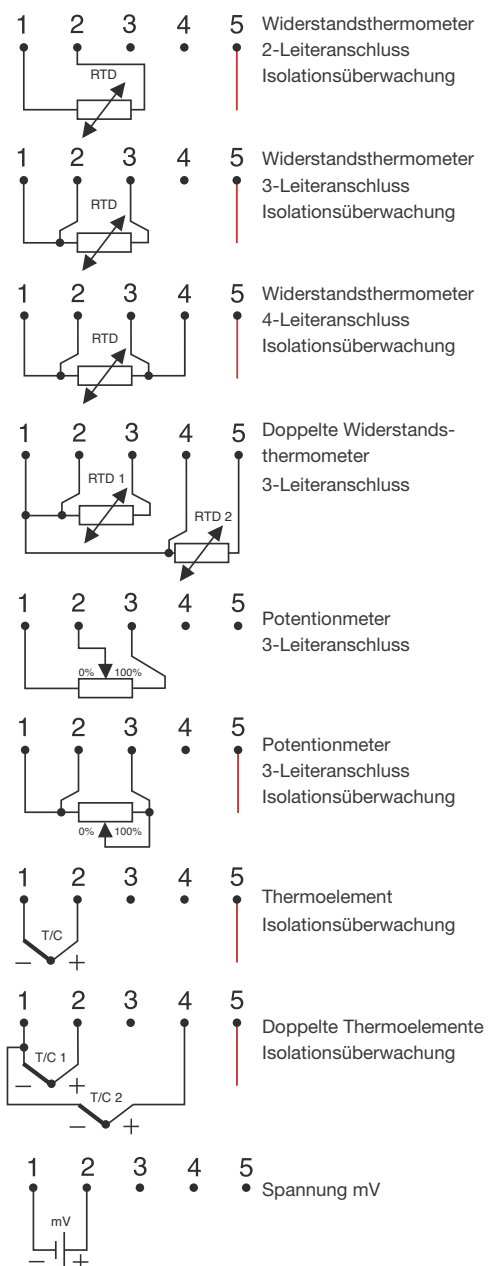 1 2 3 4 5 Widerstandsthermometer
2-Leiteranschluss
RTD
Isolationsüberwachung
1 2 3 4 5 Widerstandsthermometer
3-Leiteranschluss
RTD
Isolationsüberwachung
1 2 3 4 5 Widerstandsthermometer
4-Leiteranschluss
RTD
Isolationsüberwachung
1 2 3 4 5 Doppelte Widerstands-
thermometer
RTD 1
3-Leiteranschluss
RTD 2
1 2 3 4 5 Potentionmeter
3-Leiteranschluss
0% 100%
1 2 3 4 5 Potentionmeter
3-Leiteranschluss
Isolationsüberwachung
0% 100%
1 2 3 4 5 Thermoelement
Isolationsüberwachung
T/C
— +
1 2 3 4 5 Doppelte Thermoelemente
Isolationsüberwachung
T/C 1
— +
T/C 2
— +
1 2 3 4 5 Spannung mV
mV
— +